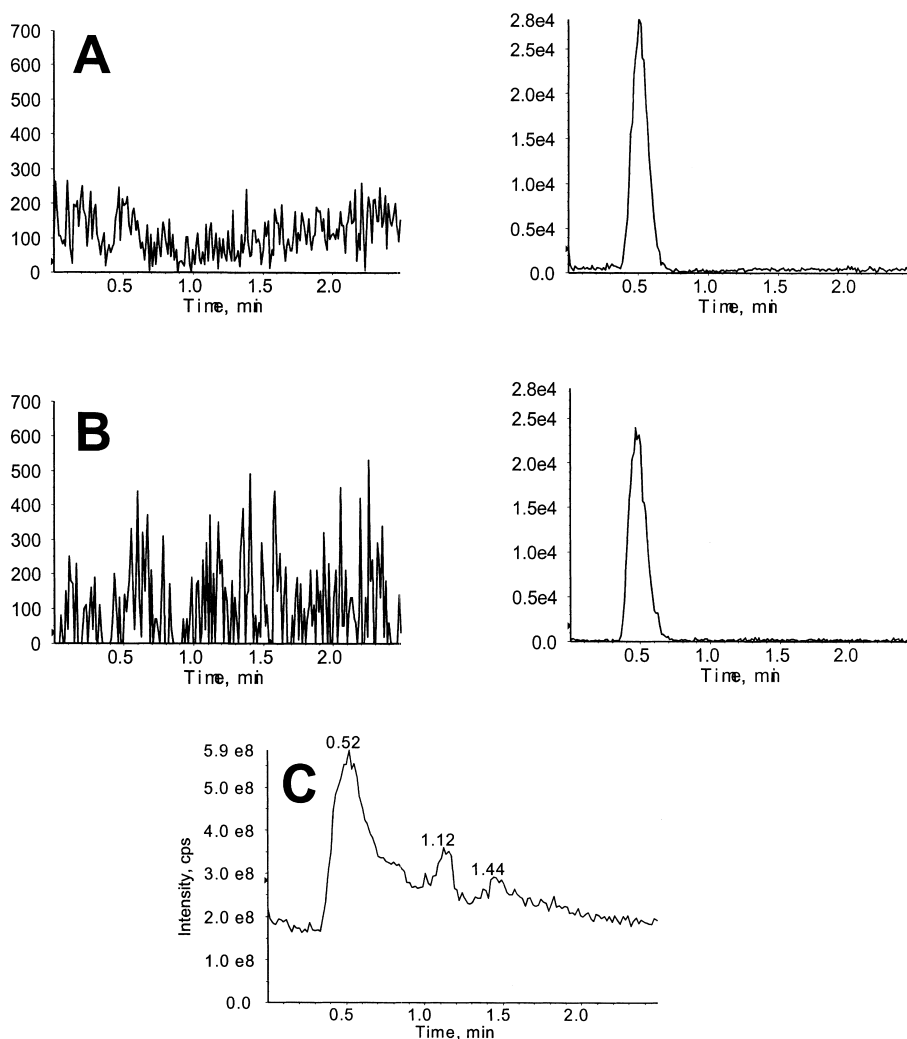 A
700
600
500
400
300
200
100
0
0.5 1.0 1.5 2.0
Time, min
2.8e4
2.5e4
2.0e4
1.5e4
1.0e4
0.5e4
0.0
0.5 1.0 1.5 2.0
Time, min
B
700
600
500
400
300
200
100
0
0.5 1.0 1.5 2.0
Time, min
2.8e4
2.5e4
2.0e4
1.5e4
1.0e4
0.5e4
0.0
0.5 1.0 1.5 2.0
Time, min
C
Intensity, cps
5.9 e8
5.0 e8
4.0 e8
3.0 e8
2.0 e8
1.0 e8
0.0
0.52
1.12
1.44
0.5 1.0 1.5 2.0
Time, min